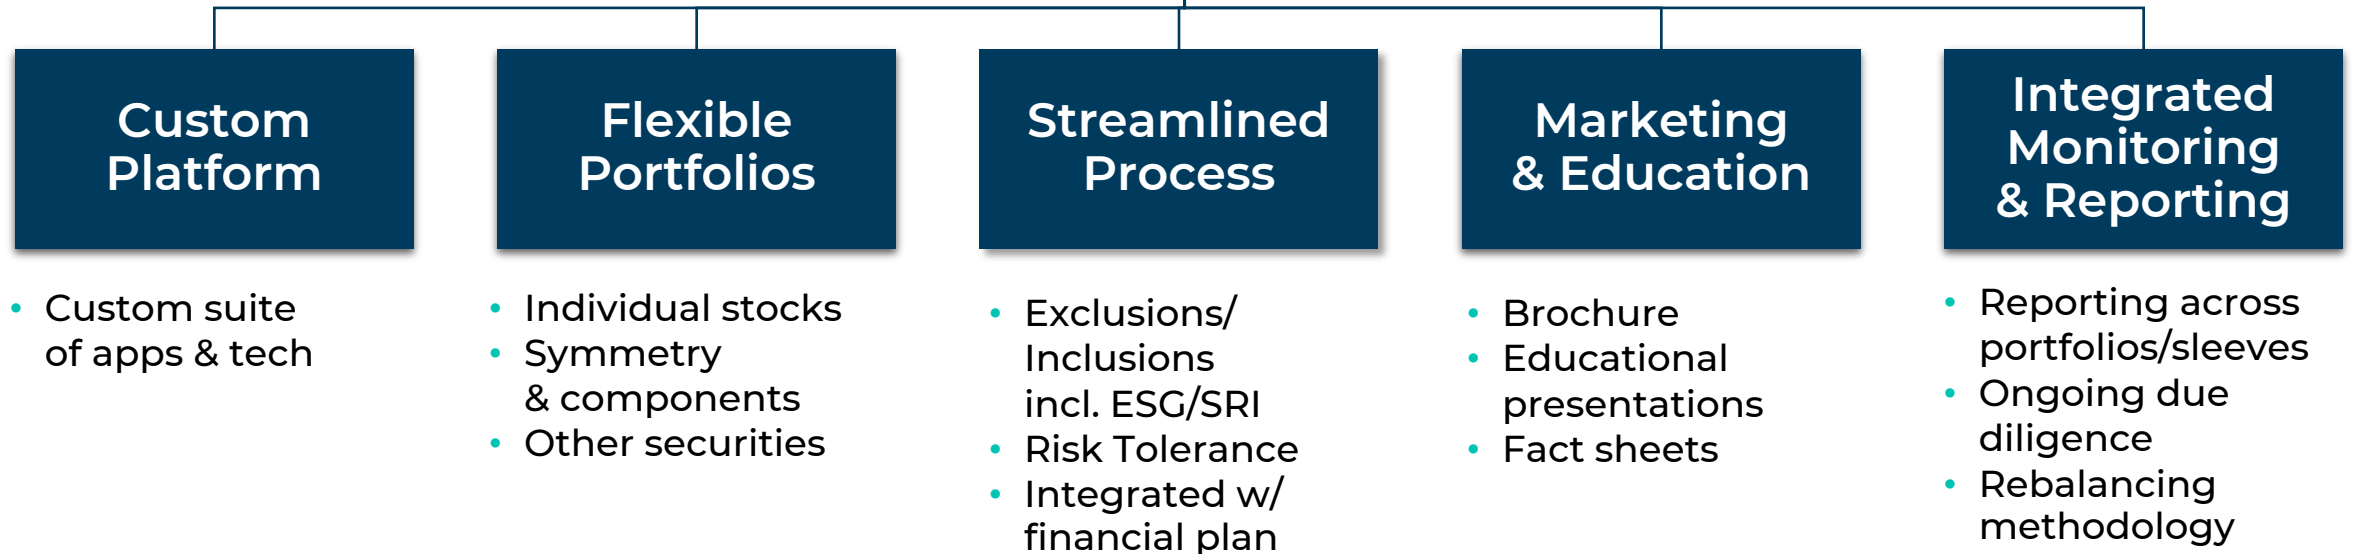 Custom
Platform
• Custom suite
of apps & tech
Flexible
Portfolios
• Individual stocks
• Symmetry
& components
• Other securities
Streamlined
Process
• Exclusions/
Inclusions
incl. ESG/SRI
• Risk Tolerance
• Integrated w/
financial plan
Marketing
& Education
• Brochure
• Educational
presentations
• Fact sheets
Integrated
Monitoring
& Reporting
• Reporting across
portfolios/sleeves
• Ongoing due
diligence
• Rebalancing
methodology